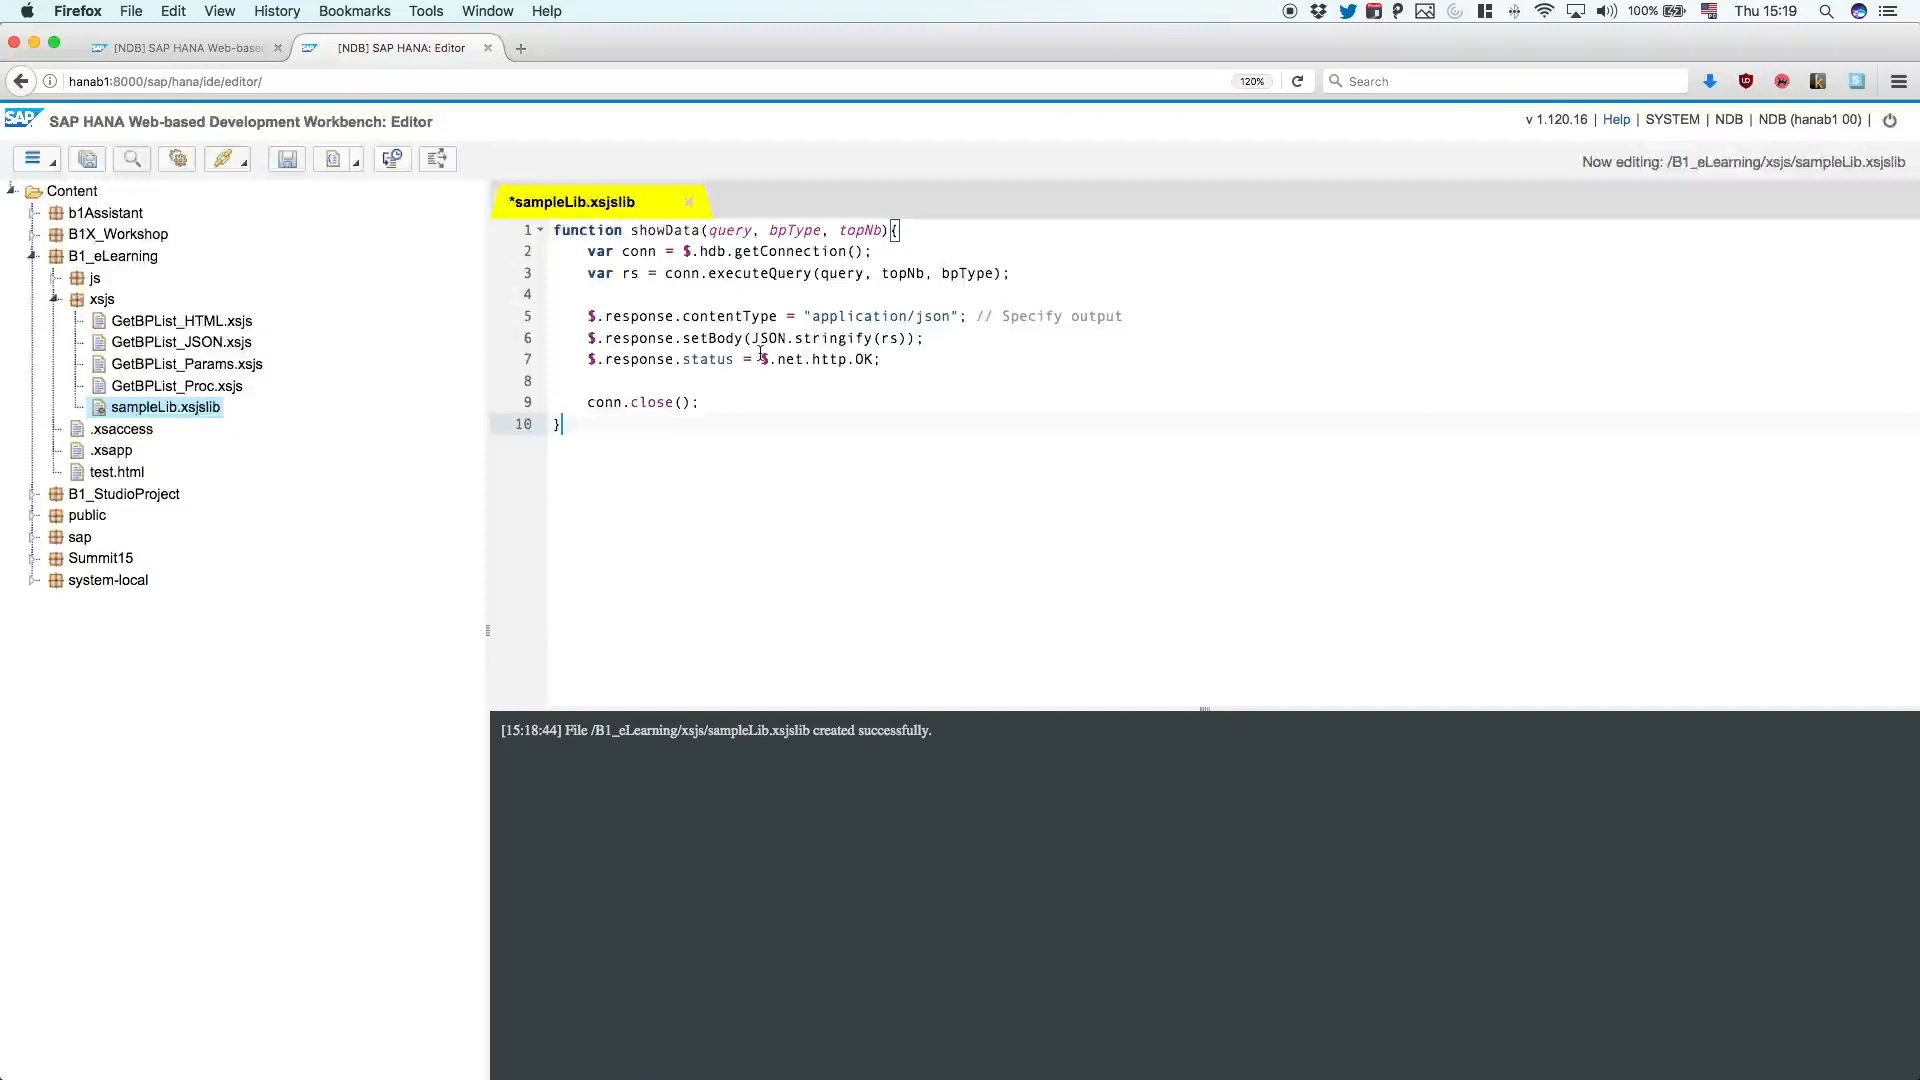 Firefox File Edit View History Bookmarks Tools Window Help 100% Thu 15:19
[NDB] SAP HANA Web-based
[NDB] SAP HANA: Editor
hanab1:8000/sap/hana/ide/editor/ 120% Search
SAP SAP HANA Web-based Development Workbench: Editor
v 1.120.16 | Help | SYSTEM | NDB | NDB (hanab1 00) |
Now editing: /B1_eLearning/xsjs/sampleLib.xsjslib
Content
b1Assistant
B1X_Workshop
B1_eLearning
js
xsjs
GetBPList_HTML.xsjs
GetBPList_JSON.xsjs
GetBPList_Params.xsjs
GetBPList_Proc.xsjs
sampleLib.xsjslib
.xsaccess
.xsapp
test.html
B1_StudioProject
public
sap
Summit15
system-local
*sampleLib.xsjslib
1 function showData(query, bpType, topNb){
2 var conn = $.hdb.getConnection();
3 var rs = conn.executeQuery(query, topNb, bpType);
4
5 $.response.contentType = "application/json"; // Specify output
6 $.response.setBody(JSON.stringify(rs));
7 $.response.status = $.net.http.OK;
8
9 conn.close();
10 }
[15:18:44] File /B1_eLearning/xsjs/sampleLib.xsjslib created successfully.